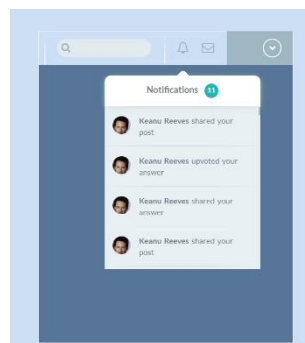 Notifications 11
Keanu Reeves shared your
post
Keanu Reeves upvoted your
answer
Keanu Reeves shared your
answer
Keanu Reeves shared your
post